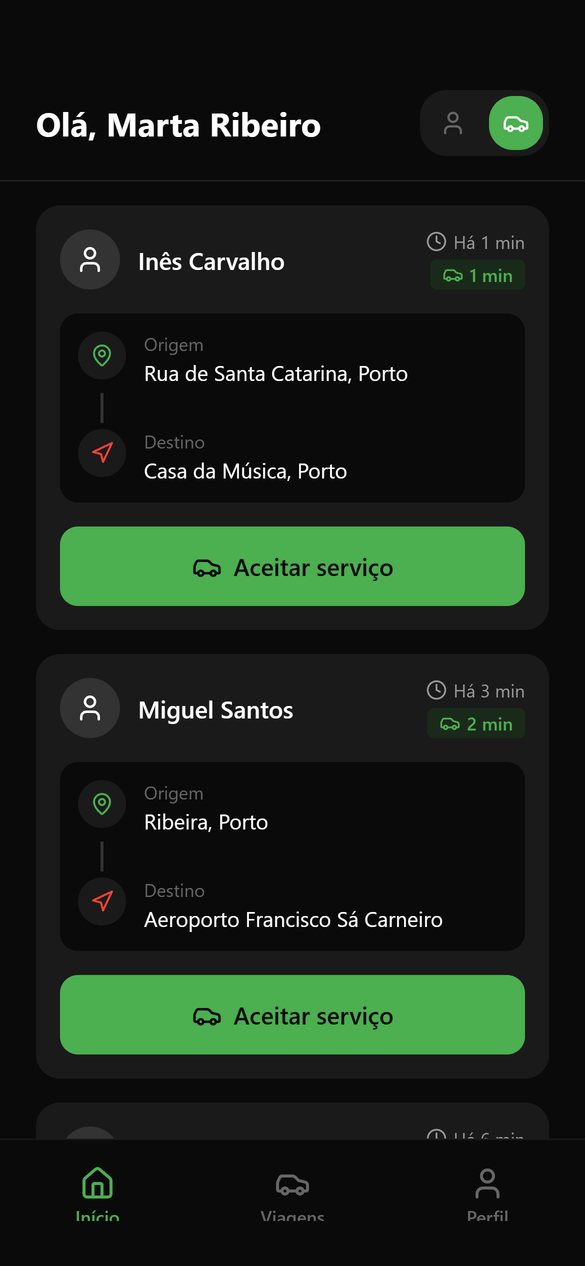 Olá, Marta Ribeiro
Inês Carvalho
Há 1 min
1 min
Origem
Rua de Santa Catarina, Porto
Destino
Casa da Música, Porto
Aceitar serviço
Miguel Santos
Há 3 min
2 min
Origem
Ribeira, Porto
Destino
Aeroporto Francisco Sá Carneiro
Aceitar serviço
Há 6 min
Início
Viagens
Perfil